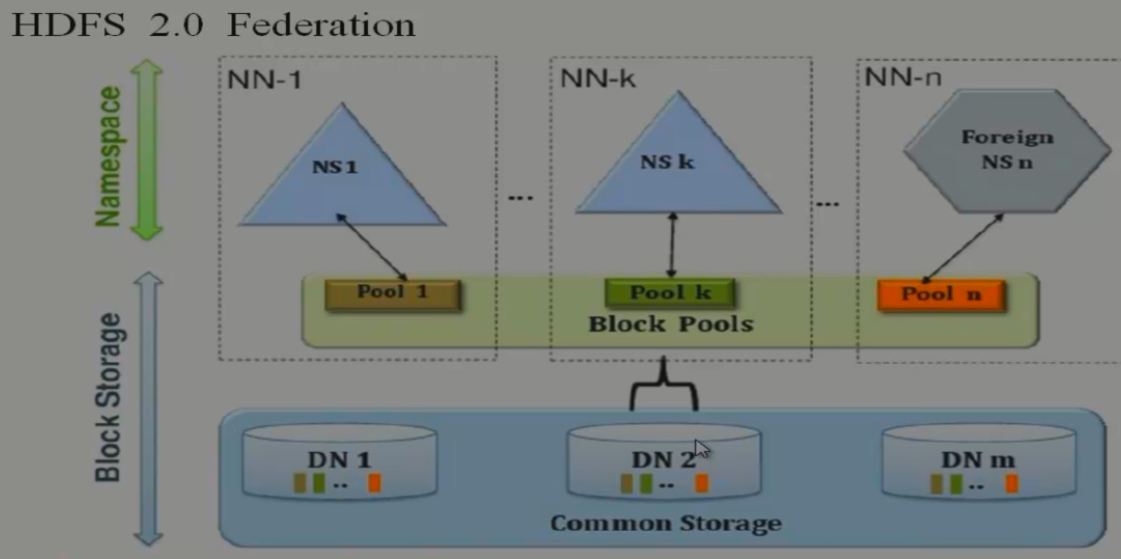 HDFS 2.0 Federation
Namespace
NN-1
NS1
...
NN-k
NS k
...
NN-n
Foreign
NS n
Pool 1
Pool k
Pool n
Block Pools
Block Storage
DN 1
..
DN 2
..
DN m
..
Common Storage